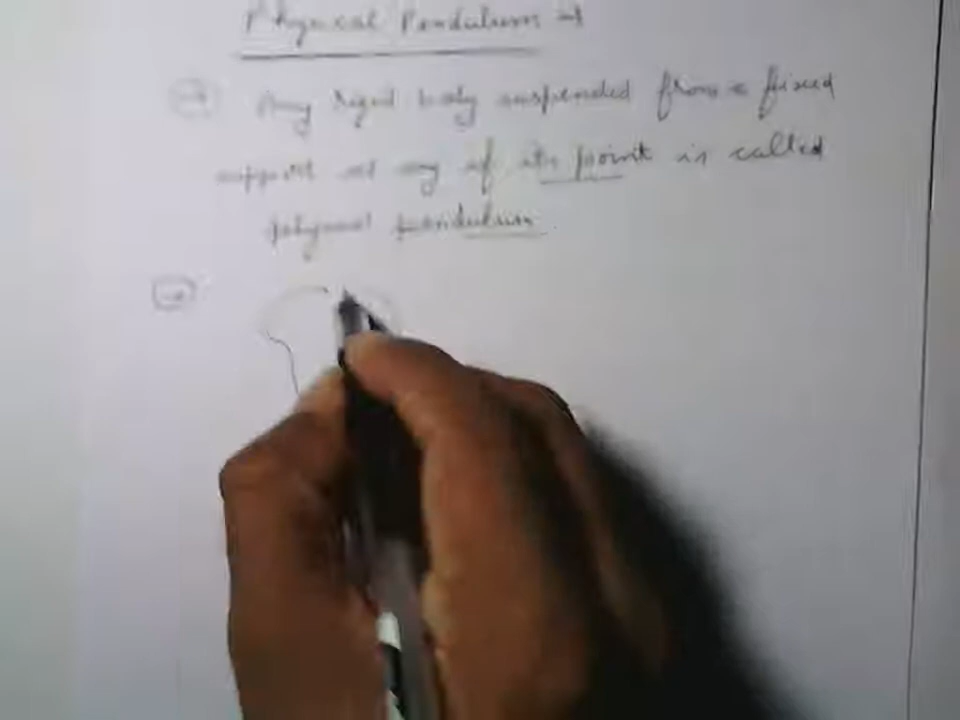 Physical Pendulum →
→ Any rigid body suspended from a fixed
support at any of its point is called
physical pendulum.
→